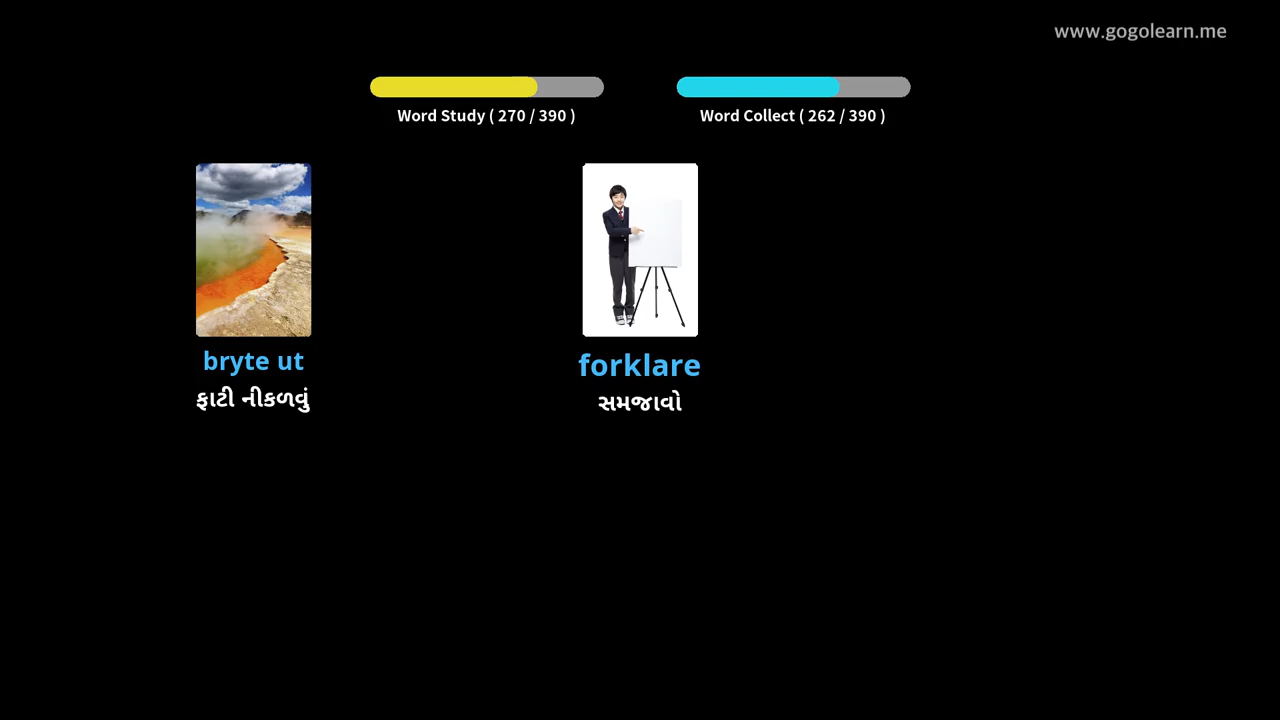 www.gogolearn.me
Word Study ( 270 / 390 )
Word Collect ( 262 / 390 )
bryte ut
ફાટી નીકળવું
forklare
સમજાવો